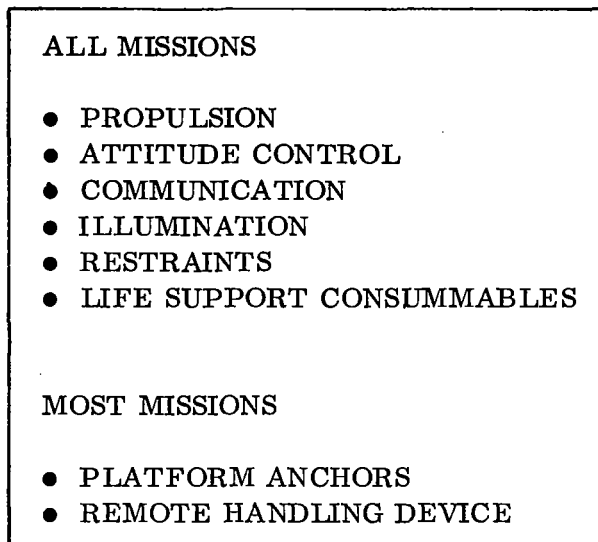 ALL MISSIONS
● PROPULSION
● ATTITUDE CONTROL
● COMMUNICATION
● ILLUMINATION
● RESTRAINTS
● LIFE SUPPORT CONSUMMABLES
MOST MISSIONS
● PLATFORM ANCHORS
● REMOTE HANDLING DEVICE